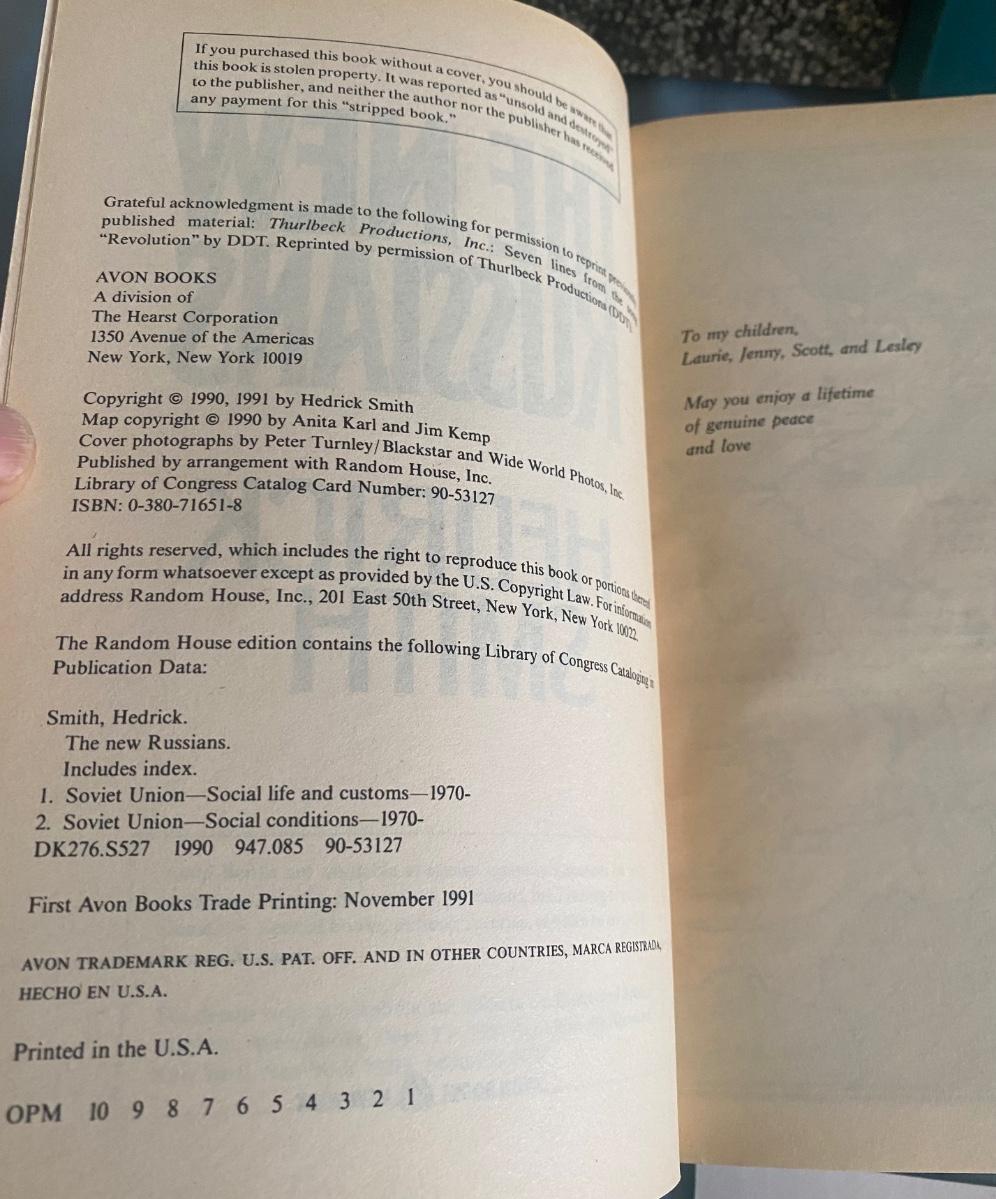 If you purchased this book without a cover, you should be aware that
this book is stolen property. It was reported as "unsold and destroyed"
to the publisher, and neither the author nor the publisher has received
any payment for this "stripped book."
Grateful acknowledgment is made to the following for permission to reprint previously
published material: Thurlbeck Productions, Inc.: Seven lines from the song
"Revolution" by DDT. Reprinted by permission of Thurlbeck Productions (DDT).
AVON BOOKS
A division of
The Hearst Corporation
1350 Avenue of the Americas
New York, New York 10019
Copyright © 1990, 1991 by Hedrick Smith
Map copyright © 1990 by Anita Karl and Jim Kemp
Cover photographs by Peter Turnley/Blackstar and Wide World Photos, Inc.
Published by arrangement with Random House, Inc.
Library of Congress Catalog Card Number: 90-53127
ISBN: 0-380-71651-8
All rights reserved, which includes the right to reproduce this book or portions thereof
in any form whatsoever except as provided by the U.S. Copyright Law. For information
address Random House, Inc., 201 East 50th Street, New York, New York 10022.
The Random House edition contains the following Library of Congress Cataloging in
Publication Data:
Smith, Hedrick.
The new Russians.
Includes index.
1. Soviet Union—Social life and customs—1970-
2. Soviet Union—Social conditions—1970-
DK276.S527 1990 947.085 90-53127
First Avon Books Trade Printing: November 1991
AVON TRADEMARK REG. U.S. PAT. OFF. AND IN OTHER COUNTRIES, MARCA REGISTRADA,
HECHO EN U.S.A.
Printed in the U.S.A.
OPM 10 9 8 7 6 5 4 3 2 1
To my children,
Laurie, Jenny, Scott, and Lesley
May you enjoy a lifetime
of genuine peace
and love